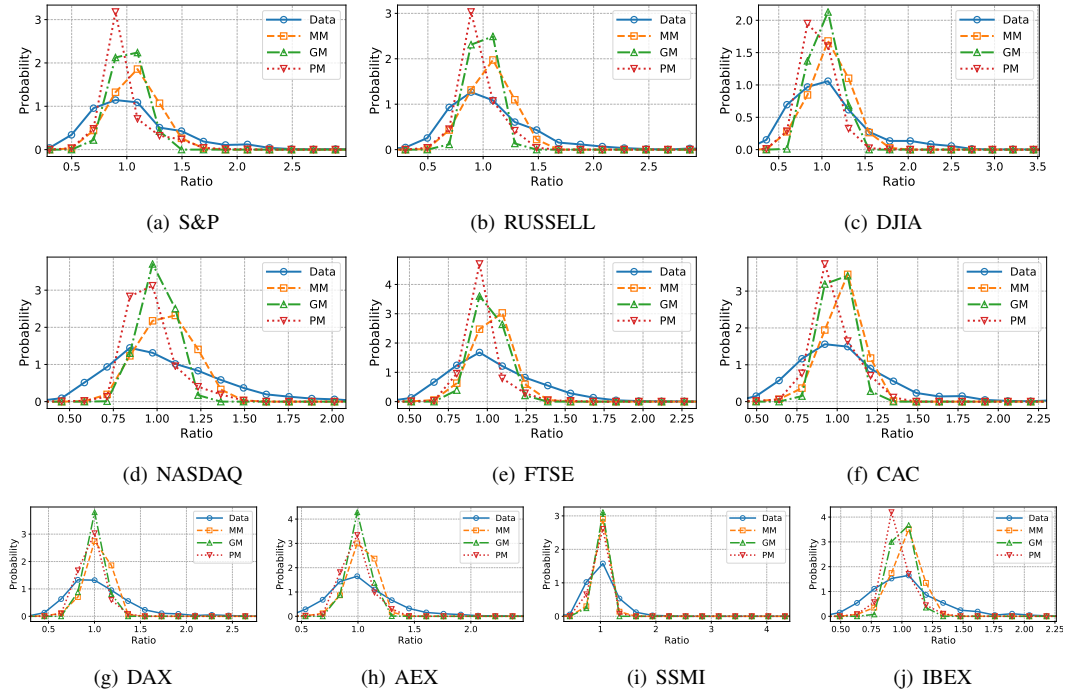 3
2
1
0
Probability
0.5 1.0 1.5 2.0 2.5
Ratio
Data
MM
GM
PM
(a) S&P
3
2
1
0
Probability
0.5 1.0 1.5 2.0 2.5
Ratio
Data
MM
GM
PM
(b) RUSSELL
2.0
1.5
1.0
0.5
0.0
Probability
0.5 1.0 1.5 2.0 2.5 3.0 3.5
Ratio
Data
MM
GM
PM
(c) DJIA
3
2
1
0
Probability
0.50 0.75 1.00 1.25 1.50 1.75 2.00
Ratio
Data
MM
GM
PM
(d) NASDAQ
4
3
2
1
0
Probability
0.50 0.75 1.00 1.25 1.50 1.75 2.00 2.25
Ratio
Data
MM
GM
PM
(e) FTSE
3
2
1
0
Probability
0.50 0.75 1.00 1.25 1.50 1.75 2.00 2.25
Ratio
Data
MM
GM
PM
(f) CAC
3
2
1
0
Probability
0.5 1.0 1.5 2.0 2.5
Ratio
Data
MM
GM
PM
(g) DAX
4
3
2
1
0
Probability
0.5 1.0 1.5 2.0
Ratio
Data
MM
GM
PM
(h) AEX
3
2
1
0
Probability
1 2 3 4
Ratio
Data
MM
GM
PM
(i) SSMI
4
3
2
1
0
Probability
0.50 0.75 1.00 1.25 1.50 1.75 2.00 2.25
Ratio
Data
MM
GM
PM
(j) IBEX